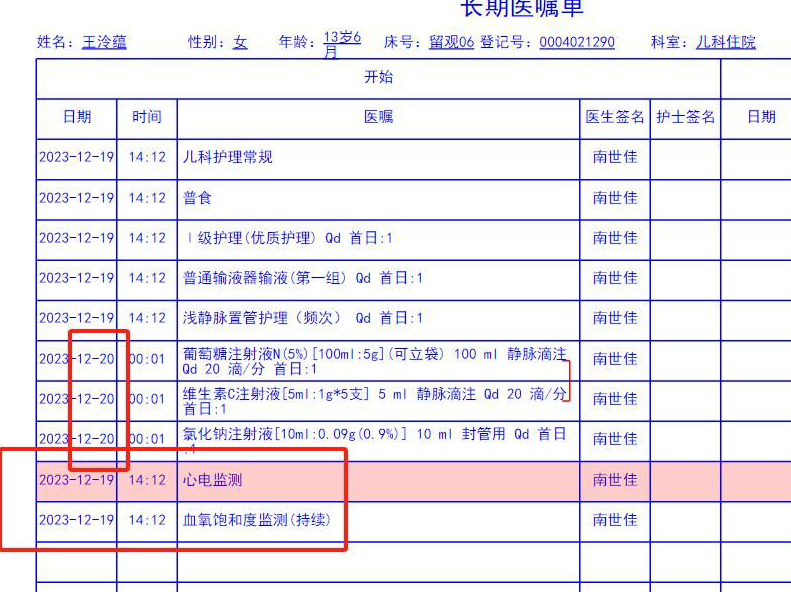 长期医嘱单
姓名：王泠蕴 性别：女 年龄：13岁6月 床号：留观06 登记号：0004021290 科室：儿科住院
开始
日期 时间 医嘱 医生签名 护士签名 日期
2023-12-19 14:12 儿科护理常规 南世佳
2023-12-19 14:12 普食 南世佳
2023-12-19 14:12 Ⅰ级护理(优质护理) Qd 首日:1 南世佳
2023-12-19 14:12 普通输液器输液(第一组) Qd 首日:1 南世佳
2023-12-19 14:12 浅静脉置管护理（频次） Qd 首日:1 南世佳
2023-12-20 00:01 葡萄糖注射液N(5%)[100ml:5g](可立袋) 100 ml 静脉滴注
Qd 20 滴/分 首日:1 南世佳
2023-12-20 00:01 维生素C注射液[5ml:1g*5支] 5 ml 静脉滴注 Qd 20 滴/分
首日:1 南世佳
2023-12-20 00:01 氯化钠注射液[10ml:0.09g(0.9%)] 10 ml 封管用 Qd 首日
:1 南世佳
2023-12-19 14:12 心电监测 南世佳
2023-12-19 14:12 血氧饱和度监测(持续) 南世佳